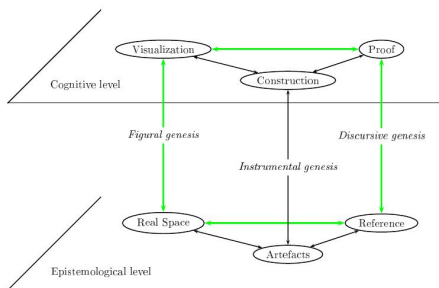 Visualization
Proof
Construction
Cognitive level
Figural genesis
Discursive genesis
Instrumental genesis
Real Space
Reference
Artefacts
Epistemological level